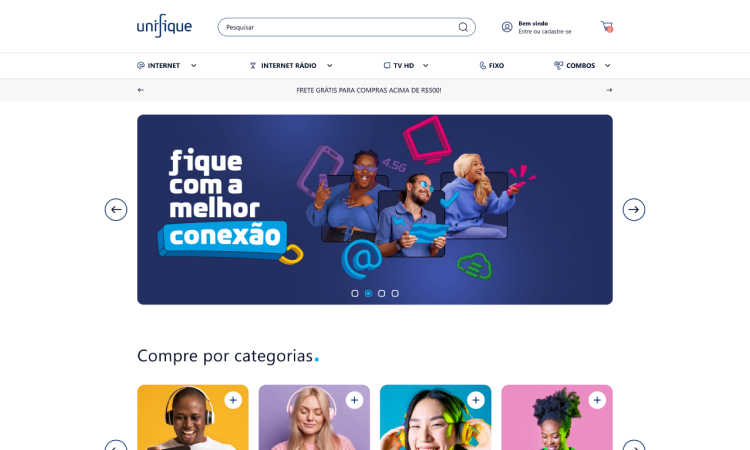 unifique
Pesquisar
Bem vindo
Entre ou cadastre-se
INTERNET
INTERNET RÁDIO
TV HD
FIXO
COMBOS
FRETE GRÁTIS PARA COMPRAS ACIMA DE R$500!
fique
com a
melhor
conexão
4.5G
Compre por categorias.